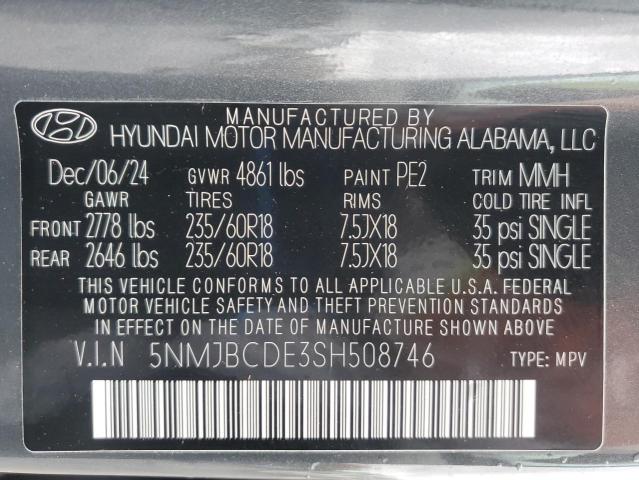 MANUFACTURED BY
HYUNDAI MOTOR MANUFACTURING ALABAMA, LLC
Dec/06/24 GVWR 4861 lbs PAINT PE2 TRIM MMH
GAWR TIRES RIMS COLD TIRE INFL
FRONT 2778 lbs 235/60R18 7.5JX18 35 psi SINGLE
REAR 2646 lbs 235/60R18 7.5JX18 35 psi SINGLE
THIS VEHICLE CONFORMS TO ALL APPLICABLE U.S.A. FEDERAL
MOTOR VEHICLE SAFETY AND THEFT PREVENTION STANDARDS
IN EFFECT ON THE DATE OF MANUFACTURE SHOWN ABOVE.
V.I.N 5NMJBCDE3SH508746 TYPE: MPV